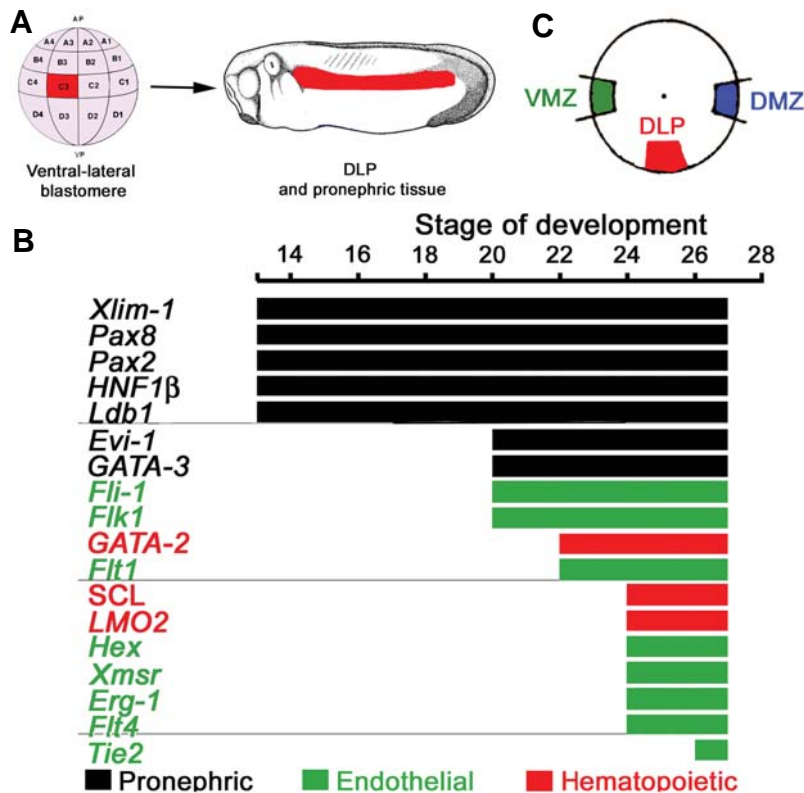 A
AP
A4 A3 A2 A1
B4 B3 B2 B1
C4 C3 C2 C1
D4 D3 D2 D1
VP
Ventral-lateral
blastomere
DLP
and pronephric tissue
C
VMZ
DLP
DMZ
B
Stage of development
14 16 18 20 22 24 26 28
Xlim-1
Pax8
Pax2
HNF1β
Ldb1
Evi-1
GATA-3
Fli-1
Flk1
GATA-2
Flt1
SCL
LMO2
Hex
Xmsr
Erg-1
Flt4
Tie2
Pronephric Endothelial Hematopoietic